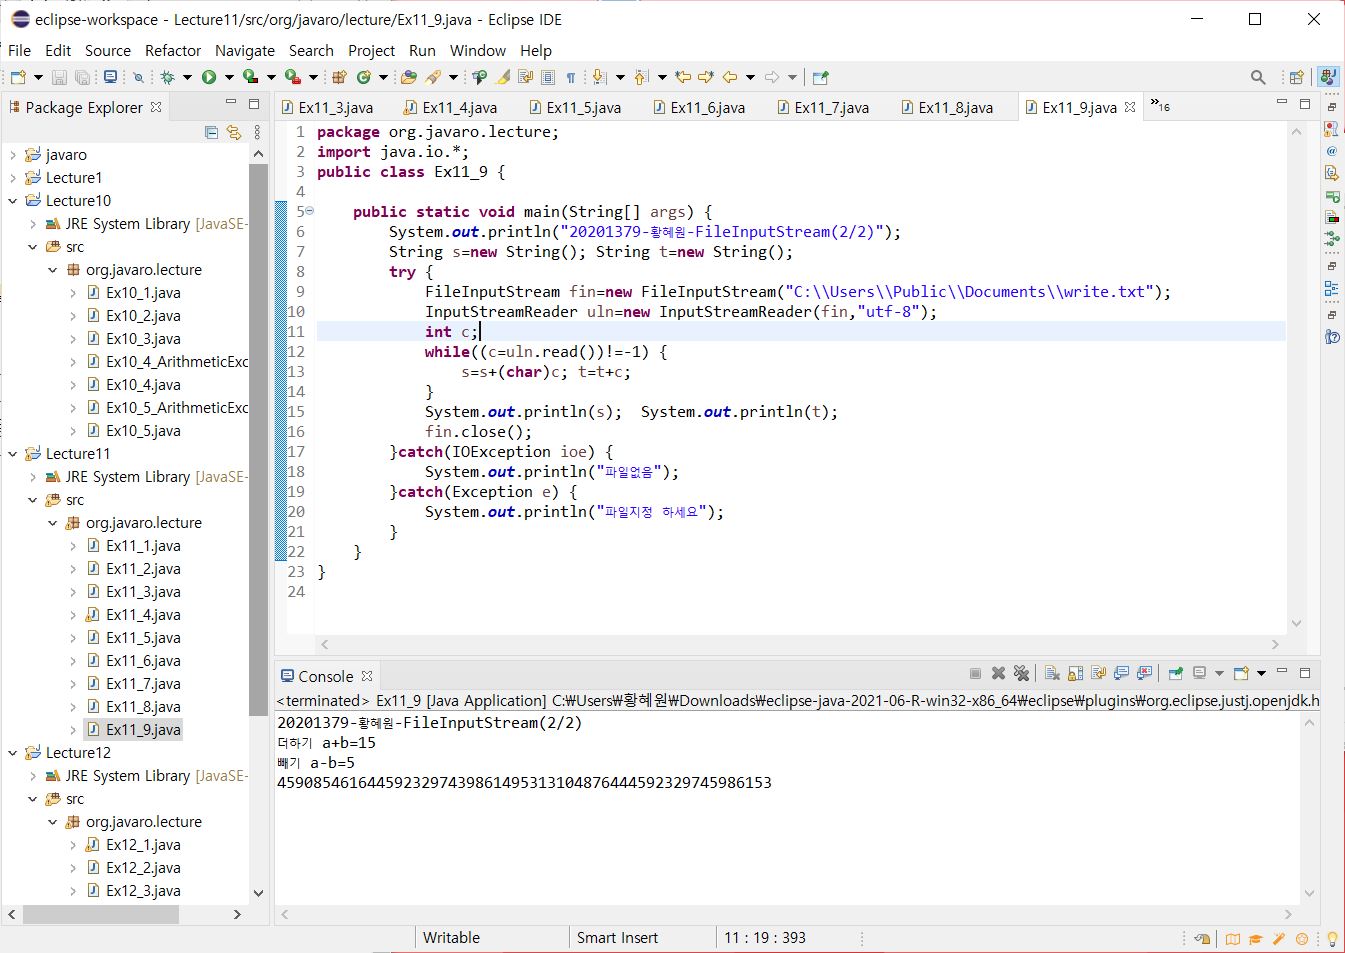 eclipse-workspace - Lecture11/src/org/javaro/lecture/Ex11_9.java - Eclipse IDE
File Edit Source Refactor Navigate Search Project Run Window Help
Package Explorer
Ex11_3.java Ex11_4.java Ex11_5.java Ex11_6.java Ex11_7.java Ex11_8.java Ex11_9.java »16
javaro
Lecture1
Lecture10
JRE System Library [JavaSE-
src
org.javaro.lecture
Ex10_1.java
Ex10_2.java
Ex10_3.java
Ex10_4_ArithmeticExc
Ex10_4.java
Ex10_5_ArithmeticExc
Ex10_5.java
Lecture11
JRE System Library [JavaSE-
src
org.javaro.lecture
Ex11_1.java
Ex11_2.java
Ex11_3.java
Ex11_4.java
Ex11_5.java
Ex11_6.java
Ex11_7.java
Ex11_8.java
Ex11_9.java
Lecture12
JRE System Library [JavaSE-
src
org.javaro.lecture
Ex12_1.java
Ex12_2.java
Ex12_3.java
1 package org.javaro.lecture;
2 import java.io.*;
3 public class Ex11_9 {
4
5 public static void main(String[] args) {
6 System.out.println("20201379-황혜원-FileInputStream(2/2)");
7 String s=new String(); String t=new String();
8 try {
9 FileInputStream fin=new FileInputStream("C:\\Users\\Public\\Documents\\write.txt");
10 InputStreamReader uln=new InputStreamReader(fin,"utf-8");
11 int c;
12 while((c=uln.read())!=-1) {
13 s=s+(char)c; t=t+c;
14 }
15 System.out.println(s); System.out.println(t);
16 fin.close();
17 }catch(IOException ioe) {
18 System.out.println("파일없음");
19 }catch(Exception e) {
20 System.out.println("파일지정 하세요");
21 }
22 }
23 }
24
Console
<terminated> Ex11_9 [Java Application] C:₩Users₩황혜원₩Downloads₩eclipse-java-2021-06-R-win32-x86_64₩eclipse₩plugins₩org.eclipse.justj.openjdk.h
20201379-황혜원-FileInputStream(2/2)
더하기 a+b=15
빼기 a-b=5
4590854616445923297439861495313104876444592329745986153
Writable Smart Insert 11 : 19 : 393